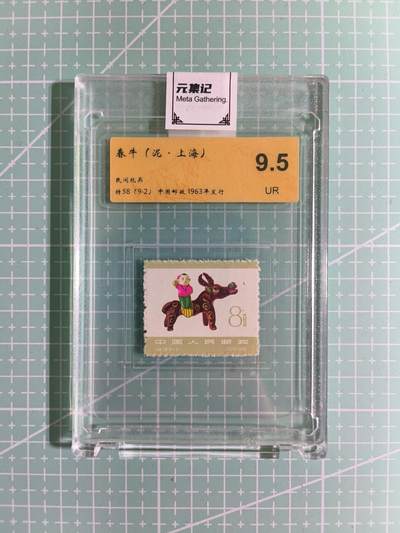 元集记
Meta Gathering.
春牛（泥·上海）
9.5
民间玩具
特58（9-2） 中国邮政1963年发行
UR
8分
中国人民邮政